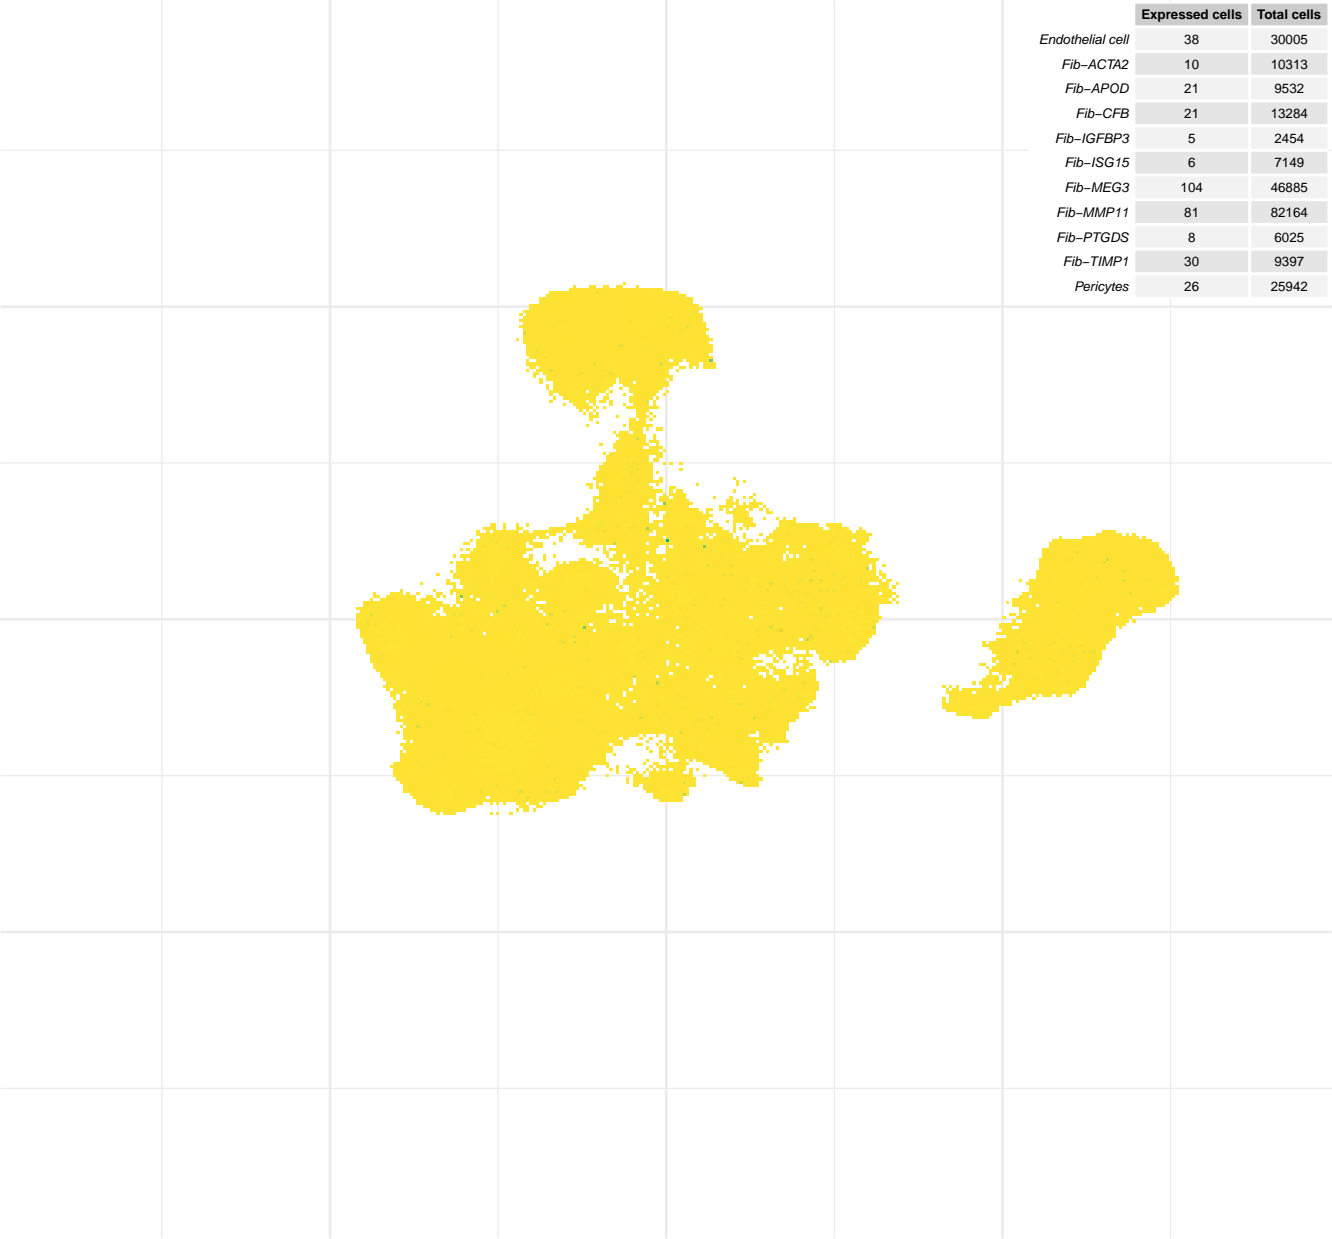 Expressed cells Total cells
Endothelial cell 38 30005
Fib−ACTA2 10 10313
Fib−APOD 21 9532
Fib−CFB 21 13284
Fib−IGFBP3 5 2454
Fib−ISG15 6 7149
Fib−MEG3 104 46885
Fib−MMP11 81 82164
Fib−PTGDS 8 6025
Fib−TIMP1 30 9397
Pericytes 26 25942